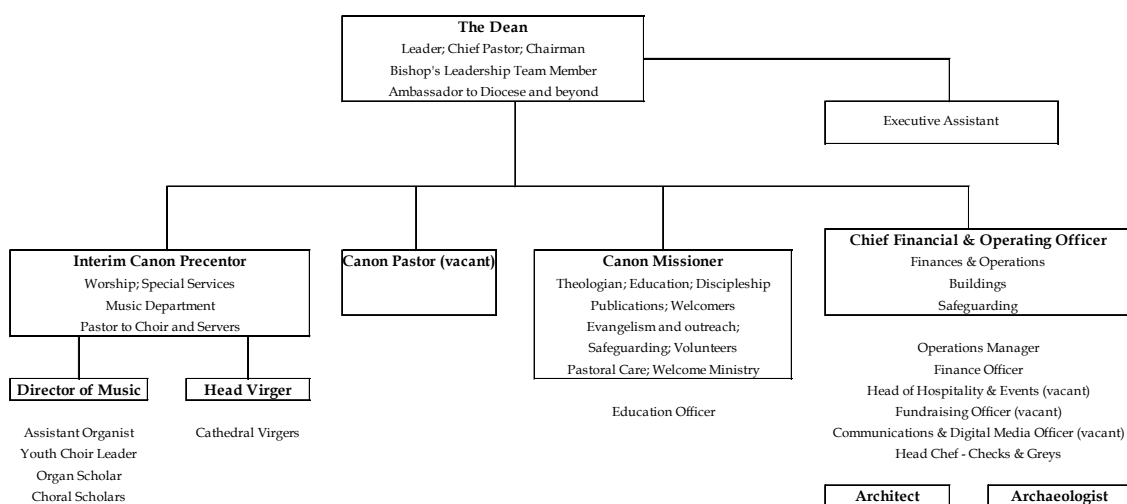 The Dean
Leader; Chief Pastor; Chairman
Bishop's Leadership Team Member
Ambassador to Diocese and beyond
Executive Assistant
Interim Canon Precentor
Worship; Special Services
Music Department
Pastor to Choir and Servers
Canon Pastor (vacant)
Canon Missioner
Theologian; Education; Discipleship
Publications; Welcomers
Evangelism and outreach;
Safeguarding; Volunteers
Pastoral Care; Welcome Ministry
Chief Financial & Operating Officer
Finances & Operations
Buildings
Safeguarding
Director of Music
Assistant Organist
Youth Choir Leader
Organ Scholar
Choral Scholars
Head Virger
Cathedral Virgers
Education Officer
Operations Manager
Finance Officer
Head of Hospitality & Events (vacant)
Fundraising Officer (vacant)
Communications & Digital Media Officer (vacant)
Head Chef - Checks & Greys
Architect
Archaeologist